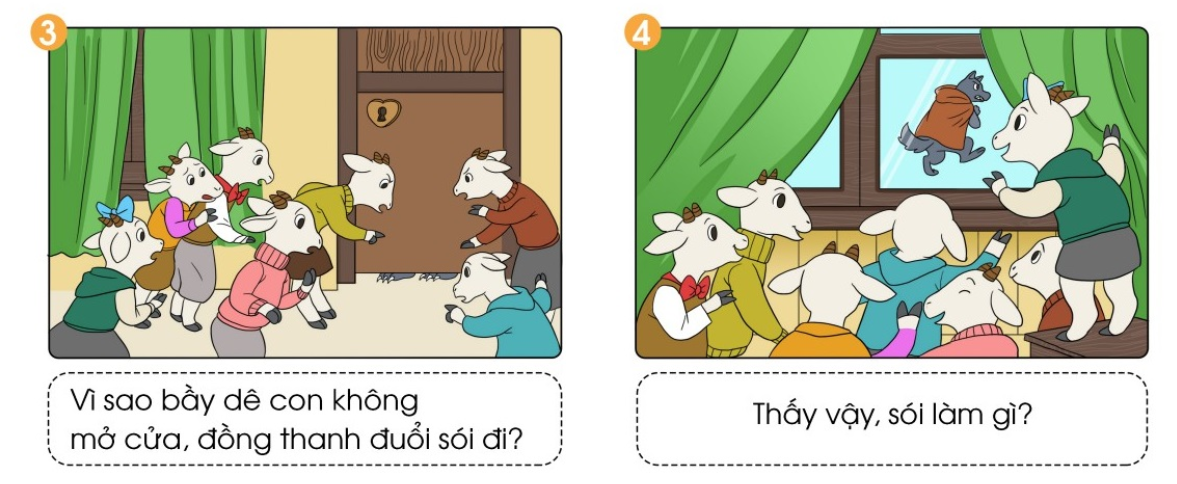 3
Vì sao bầy dê con không
mở cửa, đồng thanh đuổi sói đi?
4
Thấy vậy, sói làm gì?